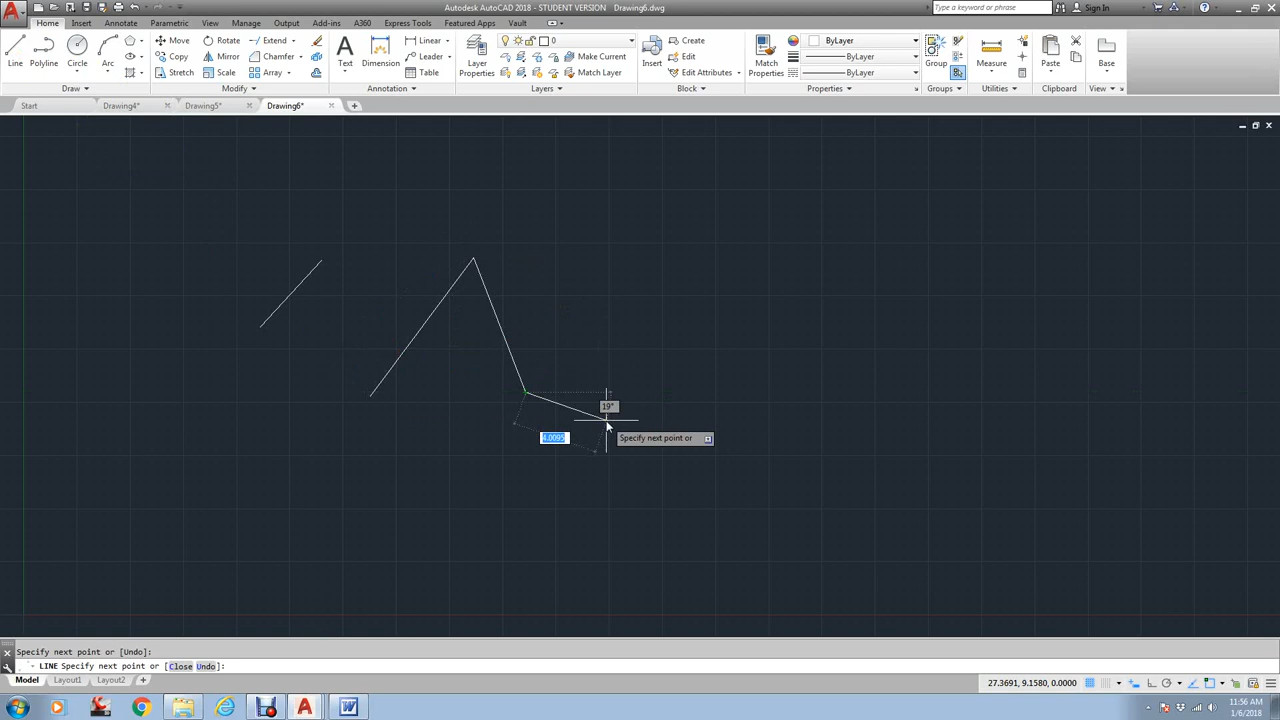 Autodesk AutoCAD 2018 - STUDENT VERSION Drawing6.dwg
Type a keyword or phrase
Sign In
Home Insert Annotate Parametric View Manage Output Add-ins A360 Express Tools Featured Apps Vault
Line Polyline Circle Arc
Move Rotate Extend
Copy Mirror Chamfer
Stretch Scale Array
Text Dimension
Linear
Leader
Table
Layer Properties
0
Make Current
Match Layer
Insert
Create
Edit
Edit Attributes
Match Properties
ByLayer
ByLayer
ByLayer
Group
Measure
Paste
Base
Draw Modify Annotation Layers Block Properties Groups Utilities Clipboard View
Start Drawing4* Drawing5* Drawing6*
19°
4.0095
Specify next point or
Specify next point or [Undo]:
LINE Specify next point or [Close Undo]:
Model Layout1 Layout2
27.3691, 9.1580, 0.0000
11:56 AM
1/6/2018